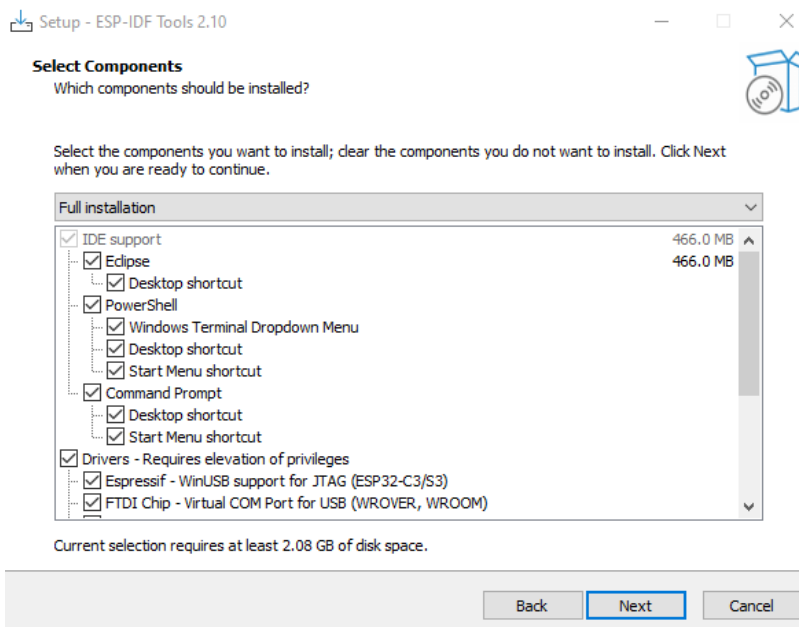 Setup - ESP-IDF Tools 2.10
Select Components
Which components should be installed?
Select the components you want to install; clear the components you do not want to install. Click Next
when you are ready to continue.
Full installation
IDE support 466.0 MB
Eclipse 466.0 MB
Desktop shortcut
PowerShell
Windows Terminal Dropdown Menu
Desktop shortcut
Start Menu shortcut
Command Prompt
Desktop shortcut
Start Menu shortcut
Drivers - Requires elevation of privileges
Espressif - WinUSB support for JTAG (ESP32-C3/S3)
FTDI Chip - Virtual COM Port for USB (WROVER, WROOM)
Current selection requires at least 2.08 GB of disk space.
Back Next Cancel